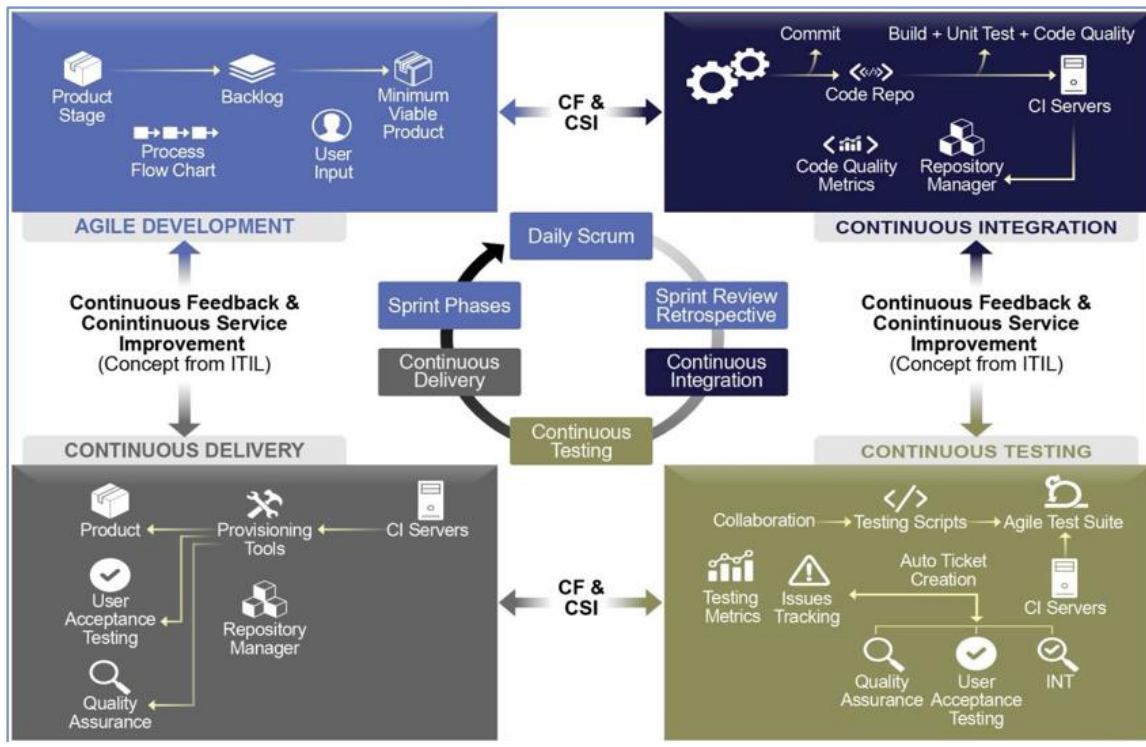 Product
Stage
Backlog
Minimum
Viable
Product
Process
Flow Chart
User
Input
AGILE DEVELOPMENT
CF &
CSI
Commit
Build + Unit Test + Code Quality
Code Repo
CI Servers
Code Quality
Metrics
Repository
Manager
CONTINUOUS INTEGRATION
Continuous Feedback &
Conintinuous Service
Improvement
(Concept from ITIL)
Daily Scrum
Sprint Phases
Sprint Review
Retrospective
Continuous
Delivery
Continuous
Integration
Continuous
Testing
Continuous Feedback &
Conintinuous Service
Improvement
(Concept from ITIL)
CONTINUOUS DELIVERY
Product
Provisioning
Tools
CI Servers
User
Acceptance
Testing
Repository
Manager
Quality
Assurance
CF &
CSI
CONTINUOUS TESTING
Collaboration
Testing Scripts
Agile Test Suite
Auto Ticket
Creation
Testing
Metrics
Issues
Tracking
CI Servers
Quality
Assurance
User
Acceptance
Testing
INT